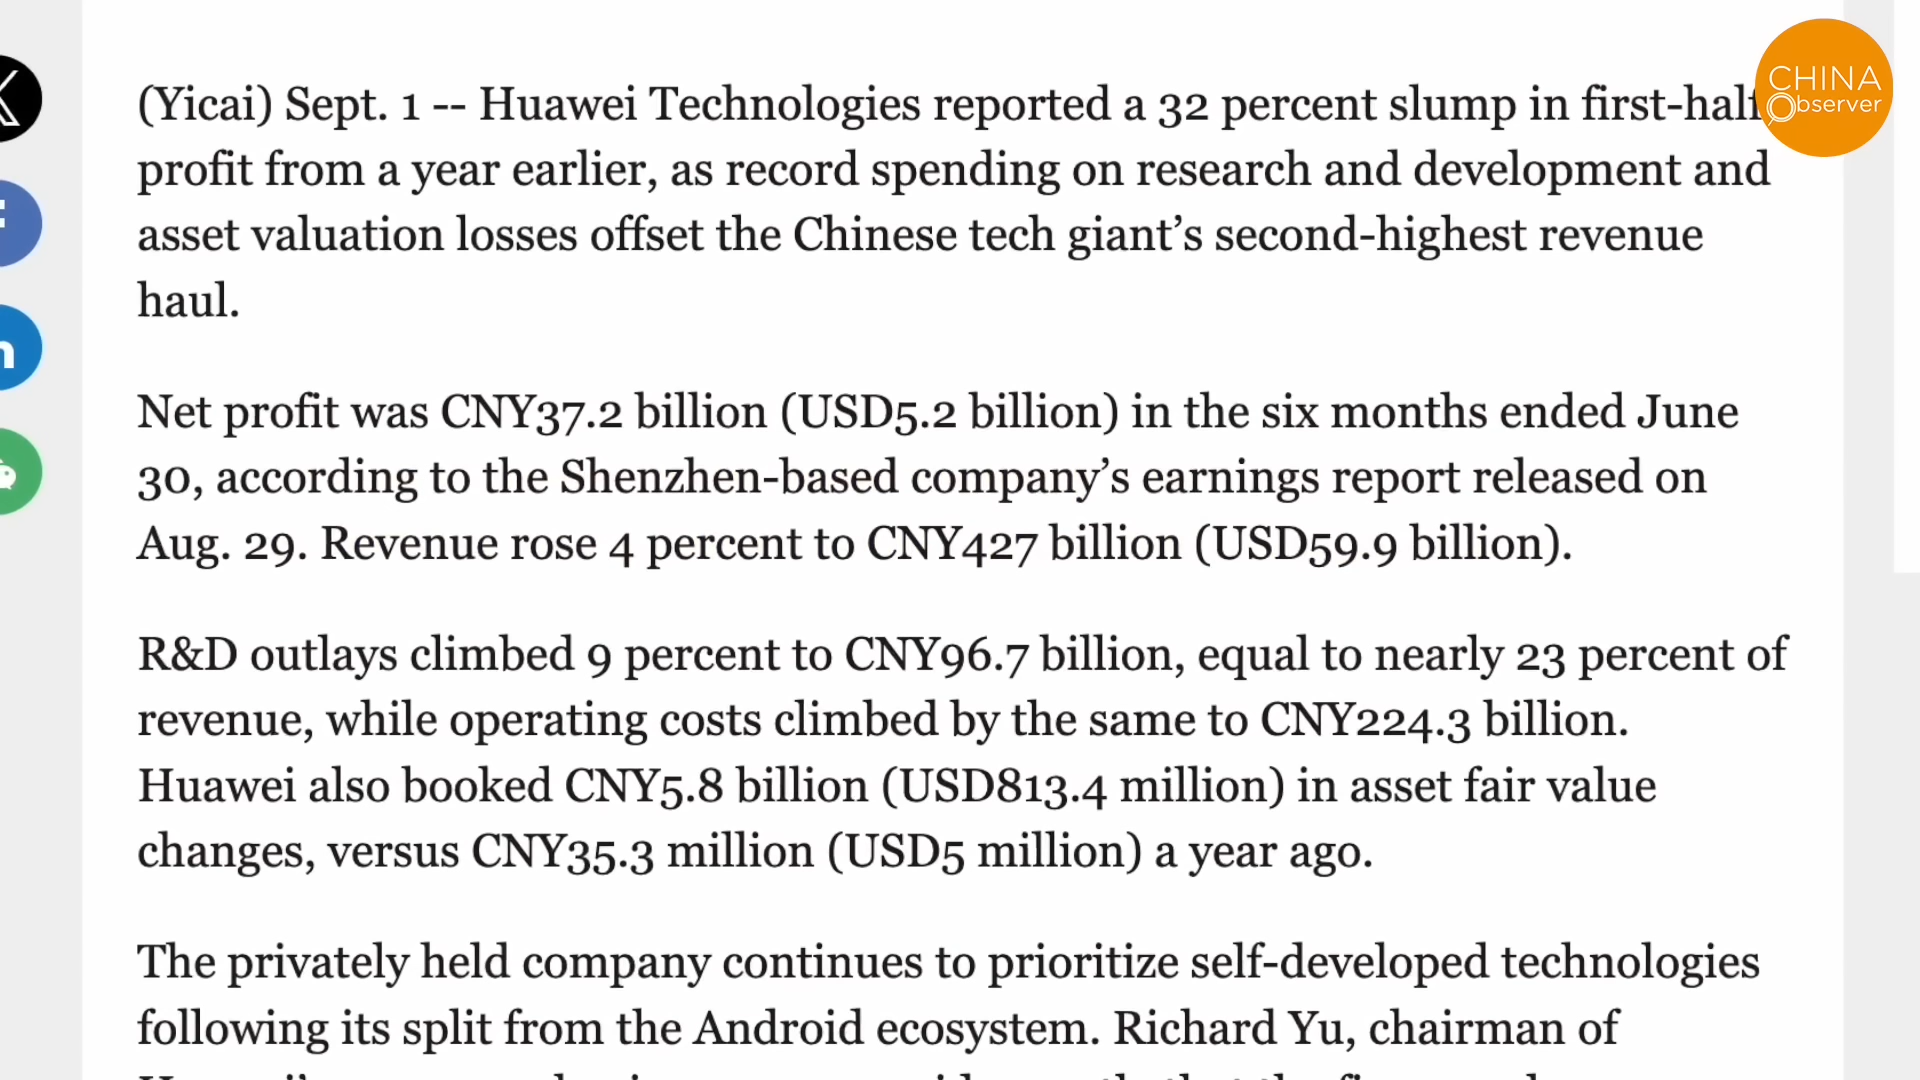 CHINA
Observer
(Yicai) Sept. 1 -- Huawei Technologies reported a 32 percent slump in first-half
profit from a year earlier, as record spending on research and development and
asset valuation losses offset the Chinese tech giant’s second-highest revenue
haul.
Net profit was CNY37.2 billion (USD5.2 billion) in the six months ended June
30, according to the Shenzhen-based company’s earnings report released on
Aug. 29. Revenue rose 4 percent to CNY427 billion (USD59.9 billion).
R&D outlays climbed 9 percent to CNY96.7 billion, equal to nearly 23 percent of
revenue, while operating costs climbed by the same to CNY224.3 billion.
Huawei also booked CNY5.8 billion (USD813.4 million) in asset fair value
changes, versus CNY35.3 million (USD5 million) a year ago.
The privately held company continues to prioritize self-developed technologies
following its split from the Android ecosystem. Richard Yu, chairman of